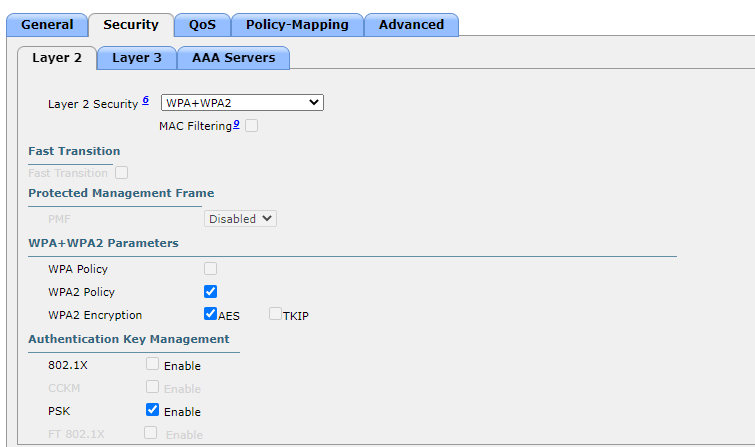 General Security QoS Policy-Mapping Advanced
Layer 2 Layer 3 AAA Servers
Layer 2 Security 6 WPA+WPA2
MAC Filtering 9
Fast Transition
Fast Transition
Protected Management Frame
PMF Disabled
WPA+WPA2 Parameters
WPA Policy
WPA2 Policy
WPA2 Encryption AES TKIP
Authentication Key Management
802.1X Enable
CCKM Enable
PSK Enable
FT 802.1X Enable